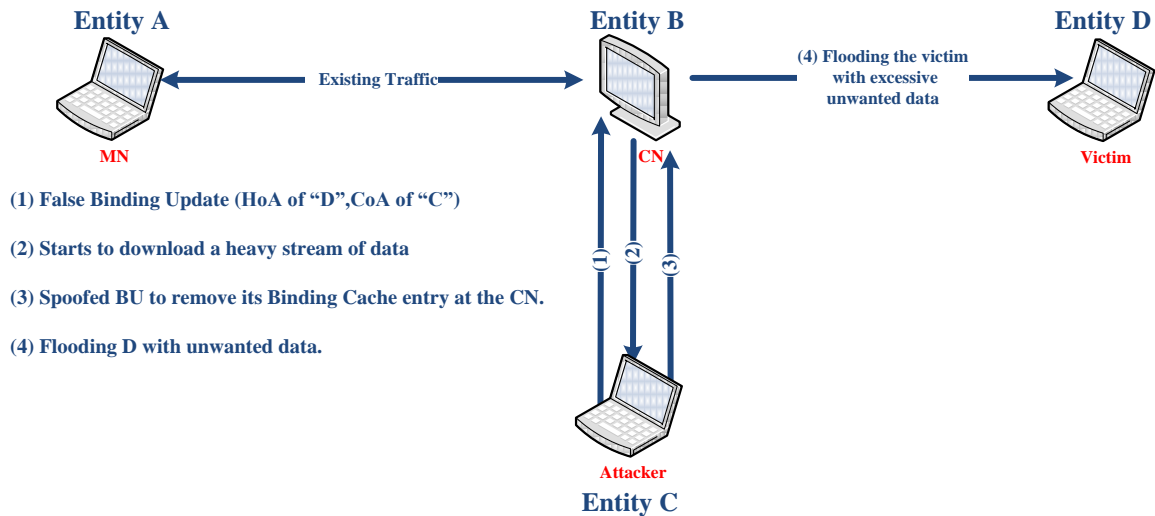 Entity A
Entity B
Entity D
Existing Traffic
(4) Flooding the victim
with excessive
unwanted data
MN
CN
Victim
(1) False Binding Update (HoA of “D”,CoA of “C”)
(2) Starts to download a heavy stream of data
(3) Spoofed BU to remove its Binding Cache entry at the CN.
(4) Flooding D with unwanted data.
(1)
(2)
(3)
Attacker
Entity C